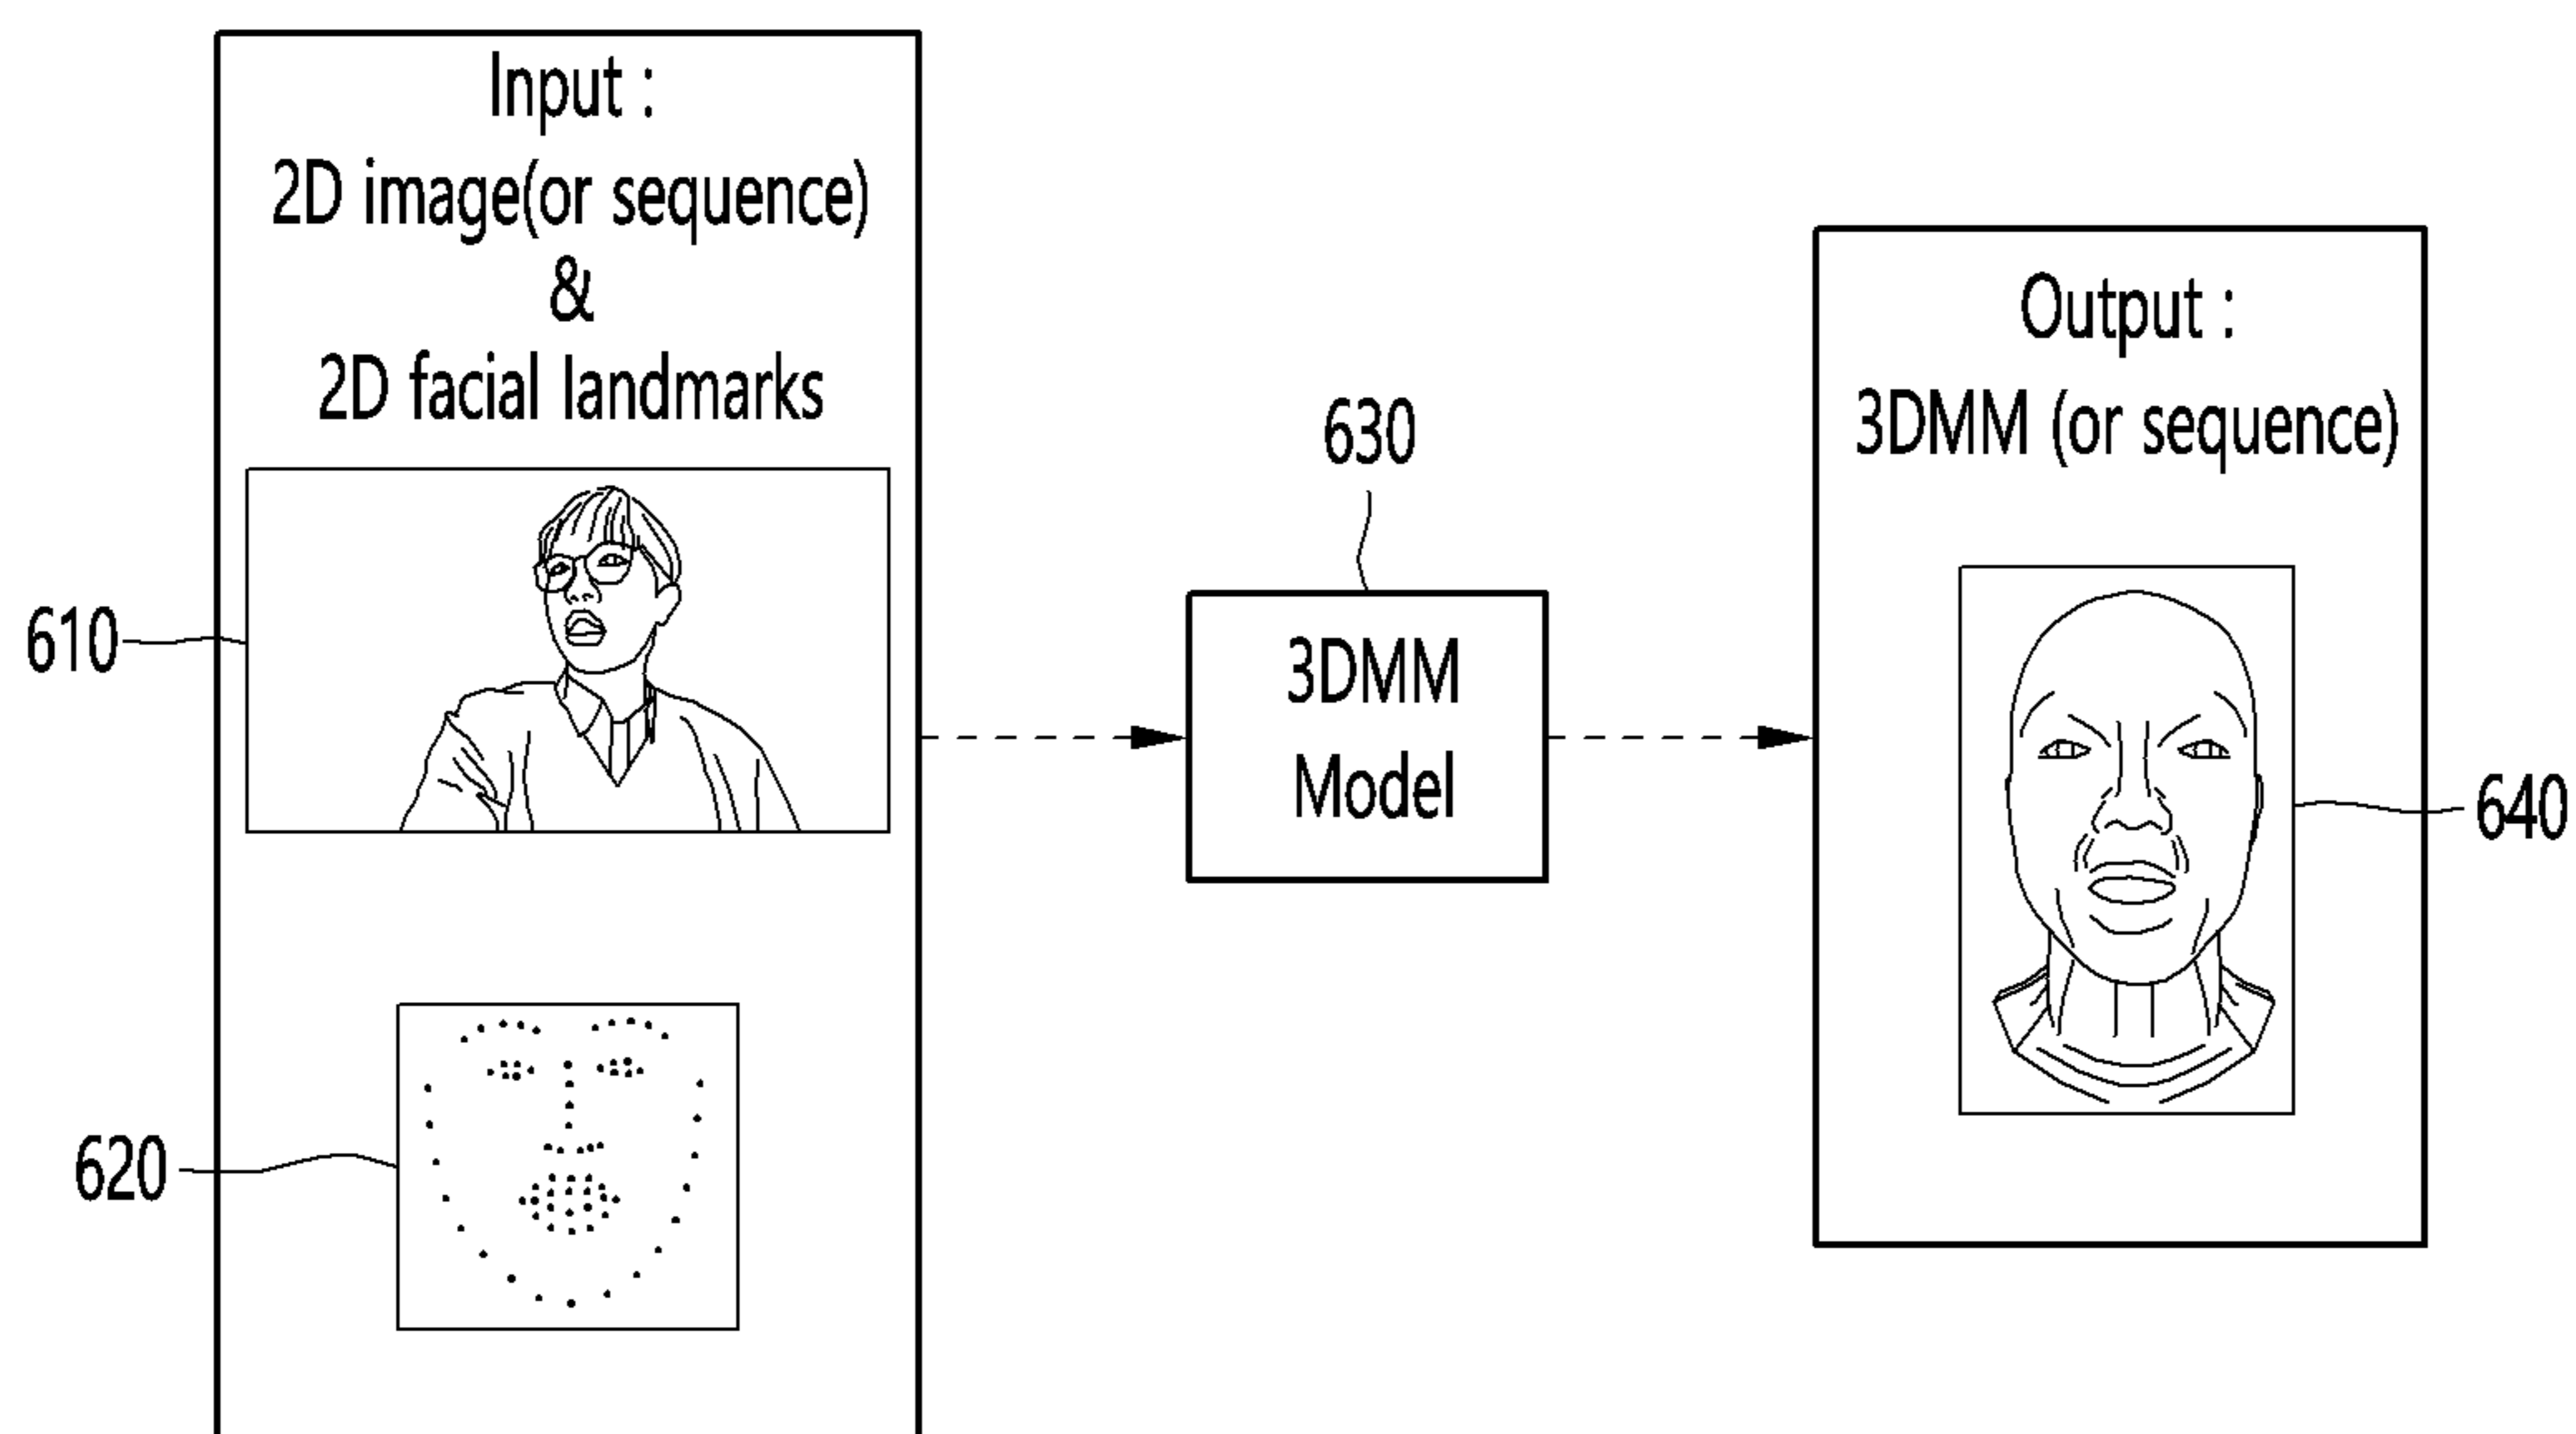 Input :
2D image(or sequence)
&
2D facial landmarks
610
620
630
3DMM
Model
Output :
3DMM (or sequence)
640